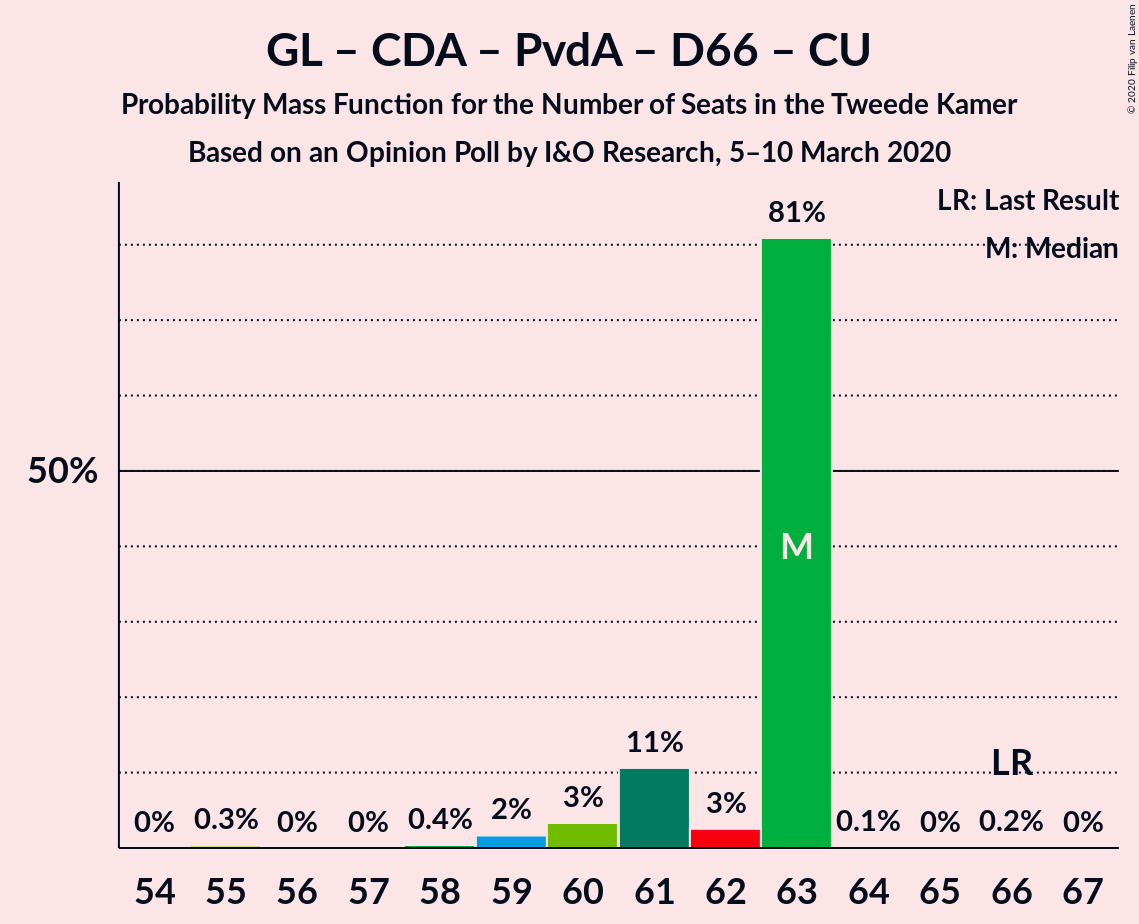 GL – CDA – PvdA – D66 – CU
Probability Mass Function for the Number of Seats in the Tweede Kamer
Based on an Opinion Poll by I&O Research, 5–10 March 2020
© 2020 Filip van Laenen
LR: Last Result
M: Median
50%
0%
0.3%
0%
0%
0.4%
2%
3%
11%
3%
81%
0.1%
0%
0.2%
0%
M
LR
54 55 56 57 58 59 60 61 62 63 64 65 66 67